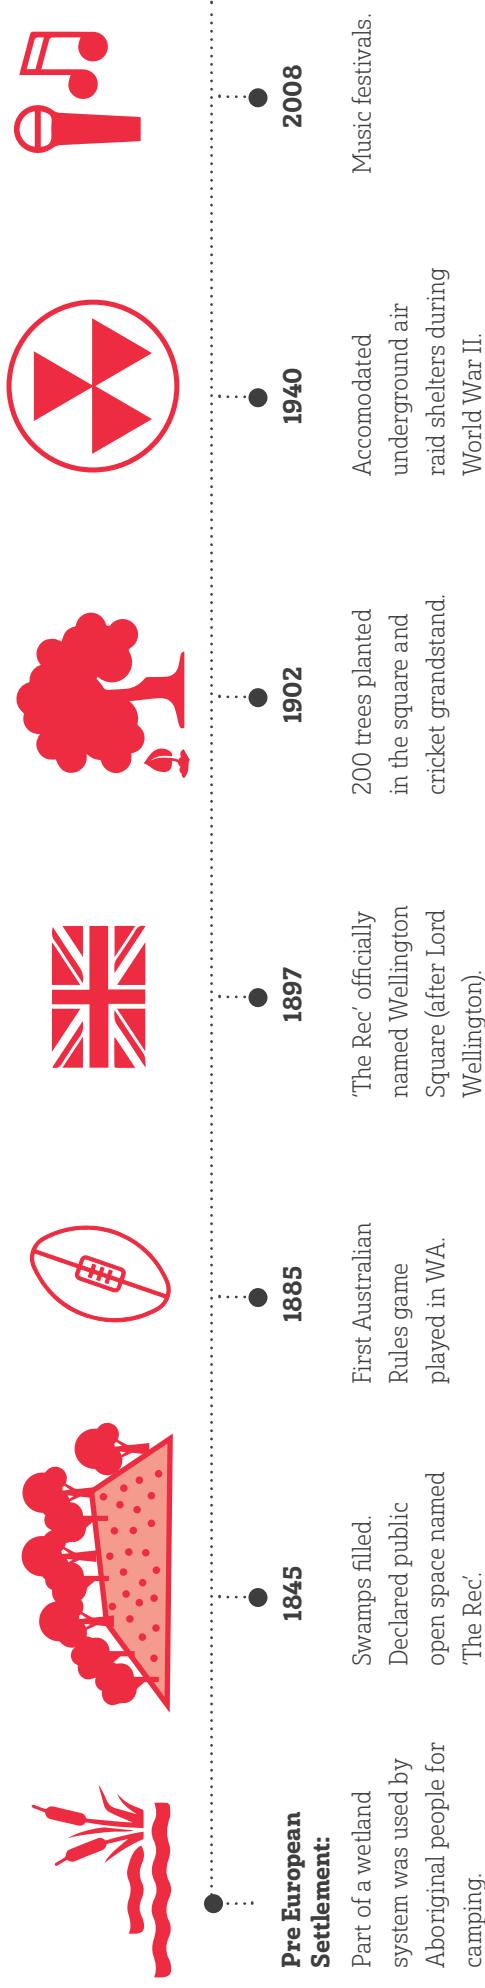 Pre European
Settlement:
Part of a wetland
system was used by
Aboriginal people for
camping.
1845
Swamps filled.
Declared public
open space named
‘The Rec’.
1885
First Australian
Rules game
played in WA.
1897
‘The Rec’ officially
named Wellington
Square (after Lord
Wellington).
1902
200 trees planted
in the square and
cricket grandstand.
1940
Accomodated
underground air
raid shelters during
World War II.
2008
Music festivals.